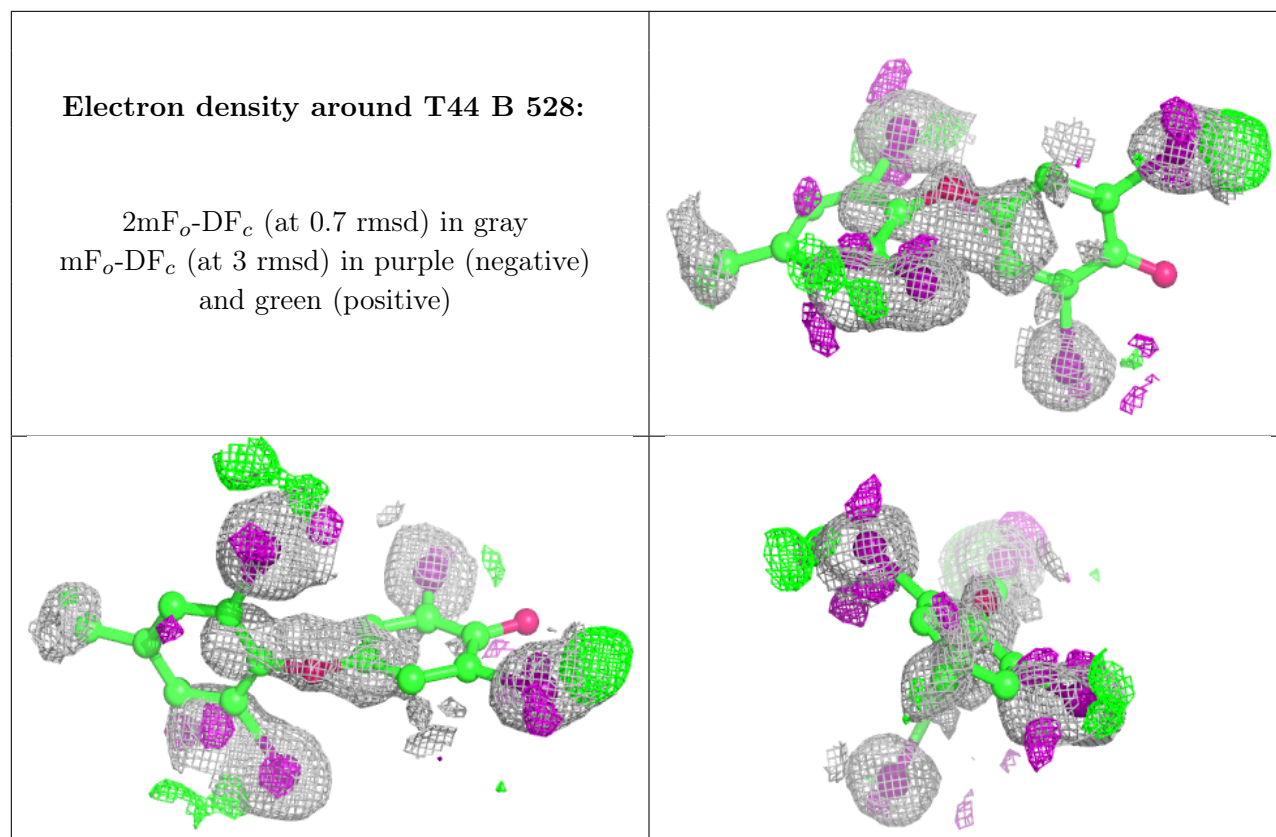 Electron density around T44 B 528:
2mFo-DFc (at 0.7 rmsd) in gray
mFo-DFc (at 3 rmsd) in purple (negative)
and green (positive)